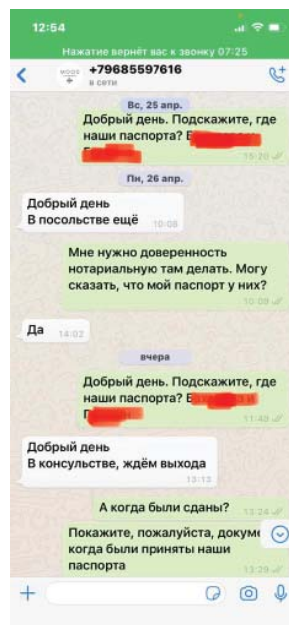 12:54
Нажатие вернёт вас к звонку 07:25
+79685597616
в сети
Вс, 25 апр.
Добрый день. Подскажите, где
наши паспорта?
15:20
Пн, 26 апр.
Добрый день
В посольстве ещё
10:08
Мне нужно доверенность
нотариальную там делать. Могу
сказать, что мой паспорт у них?
10:09
Да
14:02
вчера
Добрый день. Подскажите, где
наши паспорта?
и
11:49
Добрый день
В консульстве, ждём выхода
13:13
А когда были сданы?
13:24
Покажите, пожалуйста, докуме
когда были приняты наши
паспорта
13:29